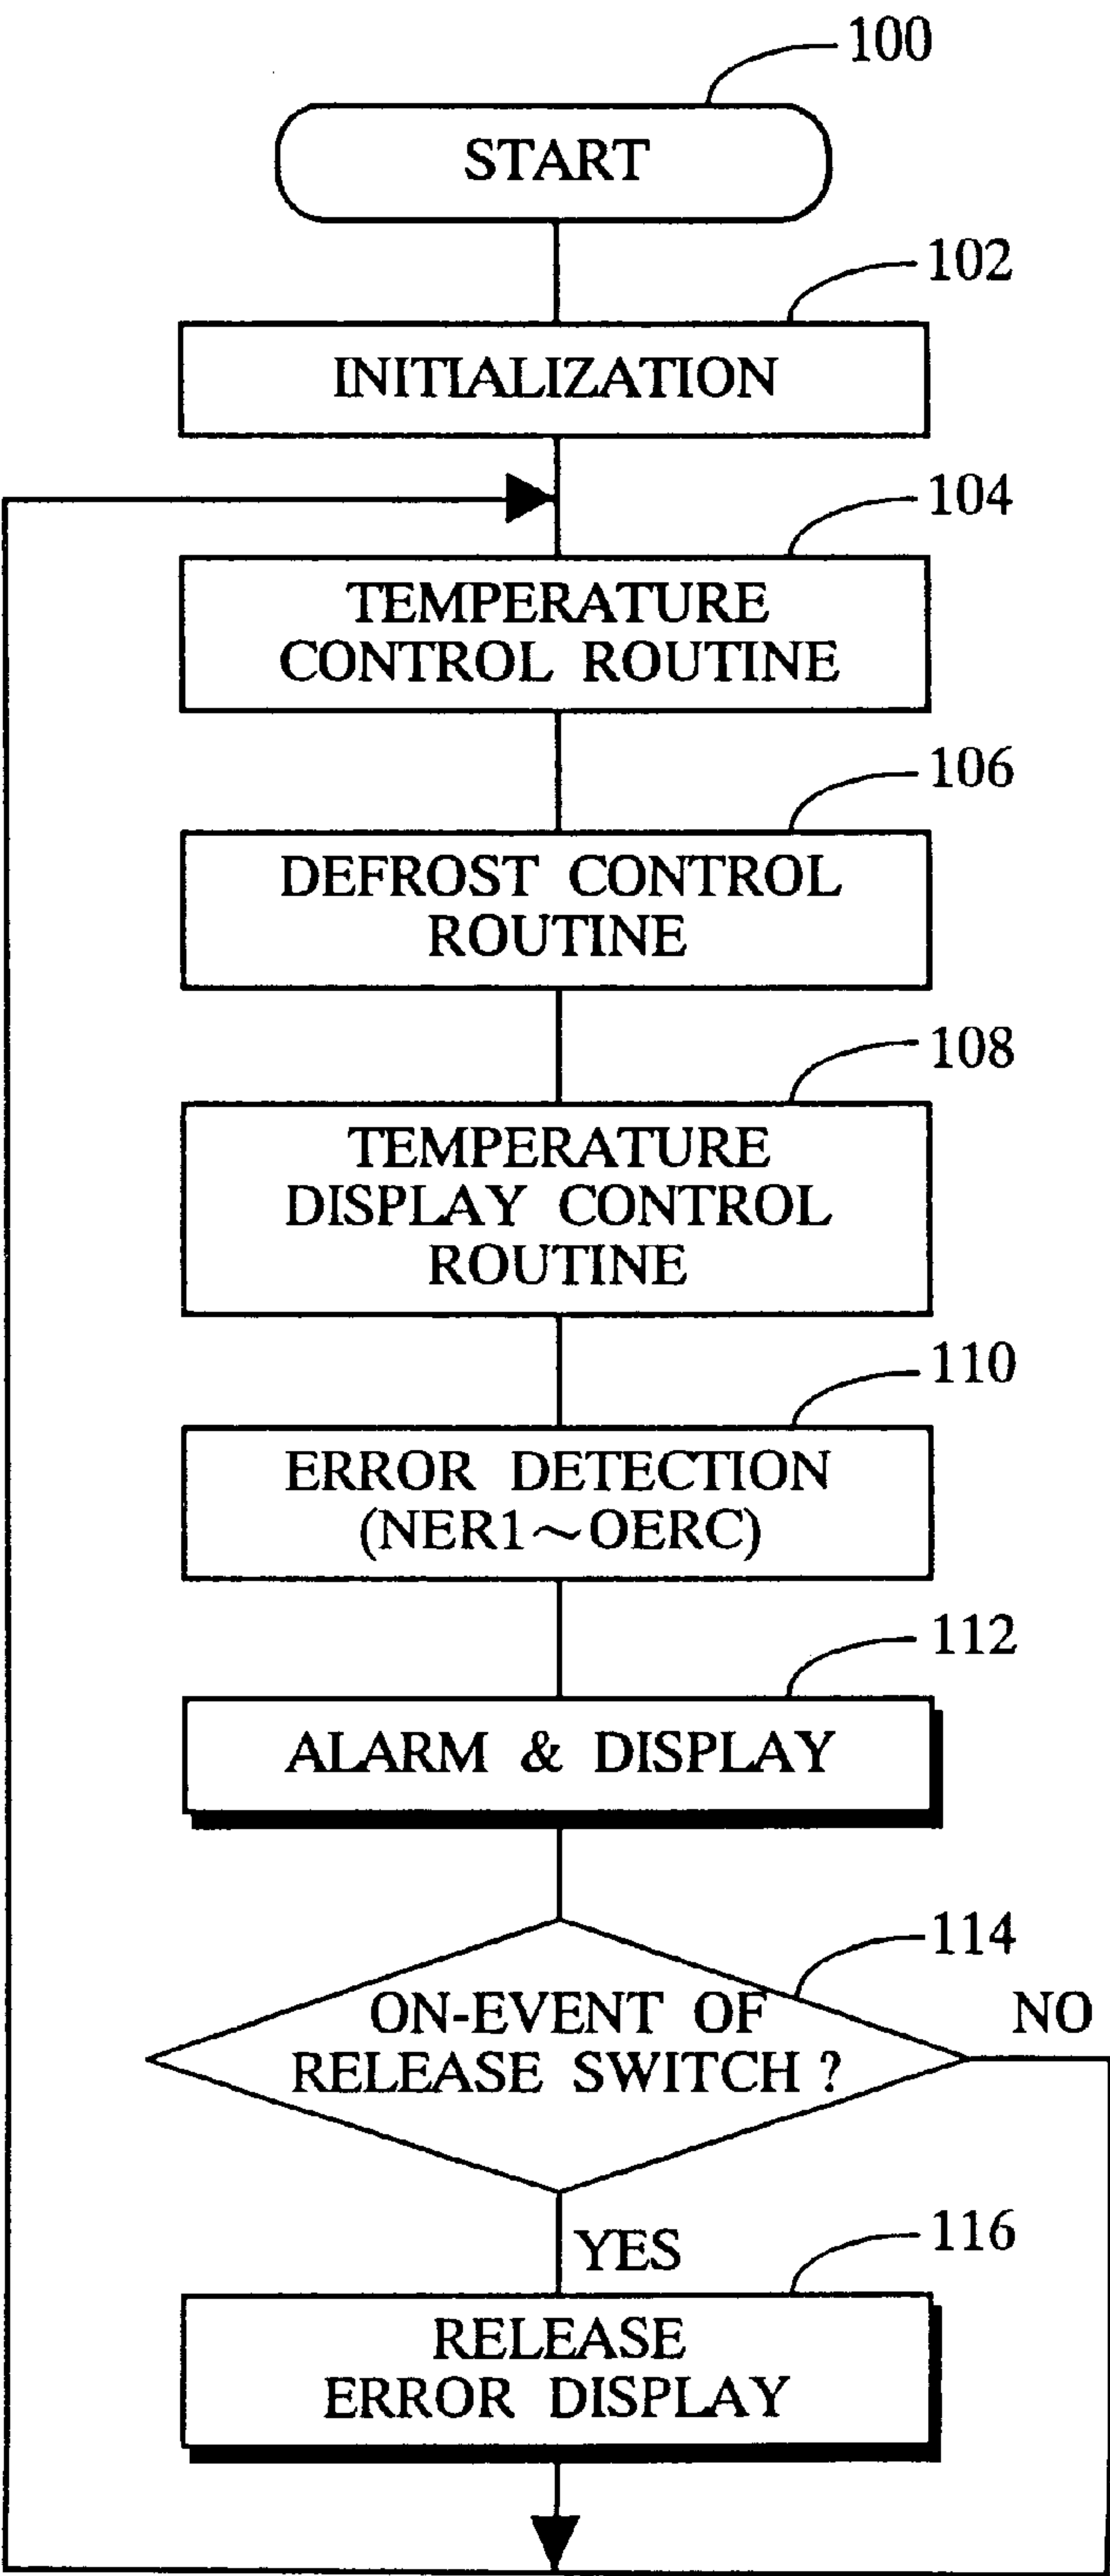 100
START
102
INITIALIZATION
104
TEMPERATURE
CONTROL ROUTINE
106
DEFROST CONTROL
ROUTINE
108
TEMPERATURE
DISPLAY CONTROL
ROUTINE
110
ERROR DETECTION
(NER1~OERC)
112
ALARM & DISPLAY
114
NO
ON-EVENT OF
RELEASE SWITCH ?
YES
116
RELEASE
ERROR DISPLAY